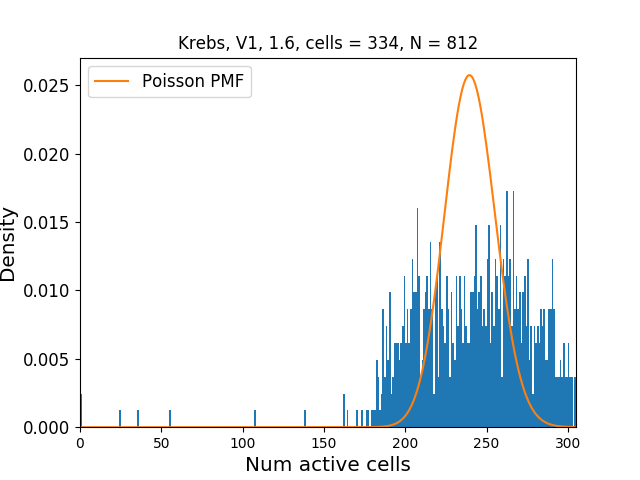 Krebs, V1, 1.6, cells = 334, N = 812
Poisson PMF
0.025
0.020
0.015
0.010
0.005
0.000
Density
0 50 100 150 200 250 300
Num active cells